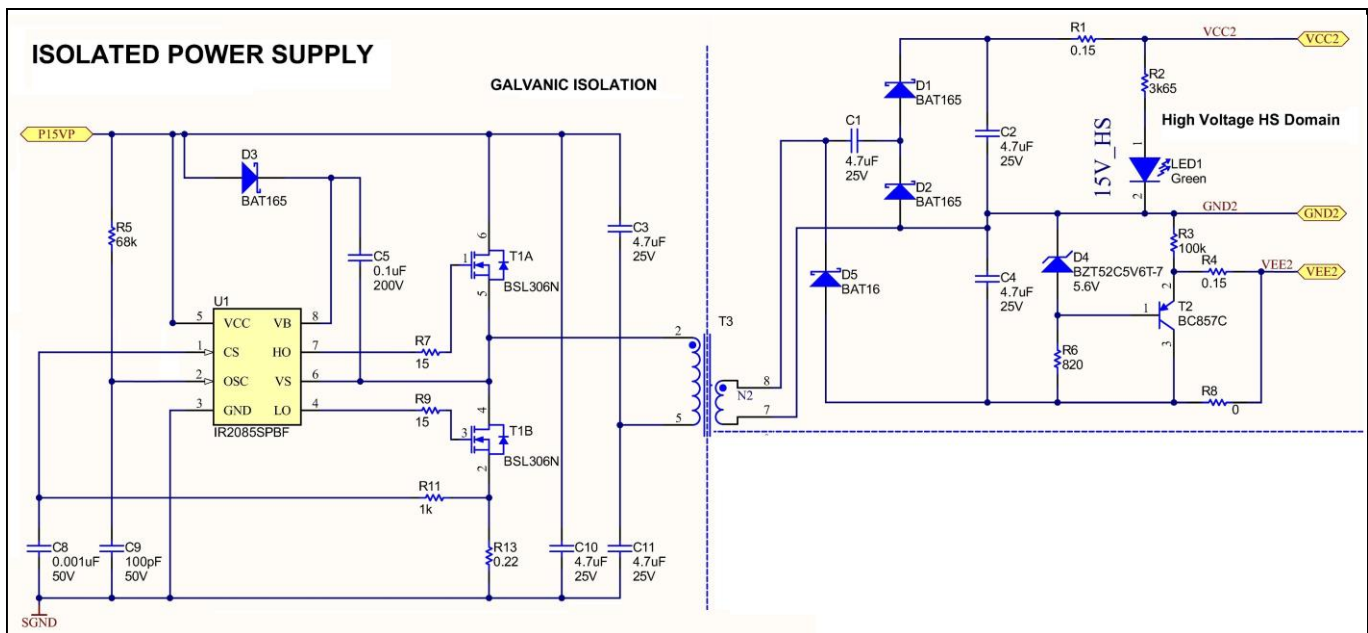 ISOLATED POWER SUPPLY
GALVANIC ISOLATION
P15VP
D3
BAT165
R5
68k
C5
0.1uF
200V
6
1
T1A
BSL306N
5
C3
4.7uF
25V
U1
5 VCC VB 8
1 CS HO 7
2 OSC VS 6
3 GND LO 4
IR2085SPBF
R7
15
R9
15
4
3
T1B
BSL306N
2
R11
1k
R13
0.22
C8
0.001uF
50V
C9
100pF
50V
C10
4.7uF
25V
C11
4.7uF
25V
SGND
T3
2
5
8
N2
7
R1
0.15
VCC2
VCC2
D1
BAT165
R2
3k65
C1
4.7uF
25V
C2
4.7uF
25V
High Voltage HS Domain
15V_HS
1
LED1
Green
2
D2
BAT165
GND2
GND2
D5
BAT16
C4
4.7uF
25V
D4
BZT52C5V6T-7
5.6V
R3
100k
R4
0.15
VEE2
VEE2
2
1
T2
BC857C
3
R6
820
R8
0